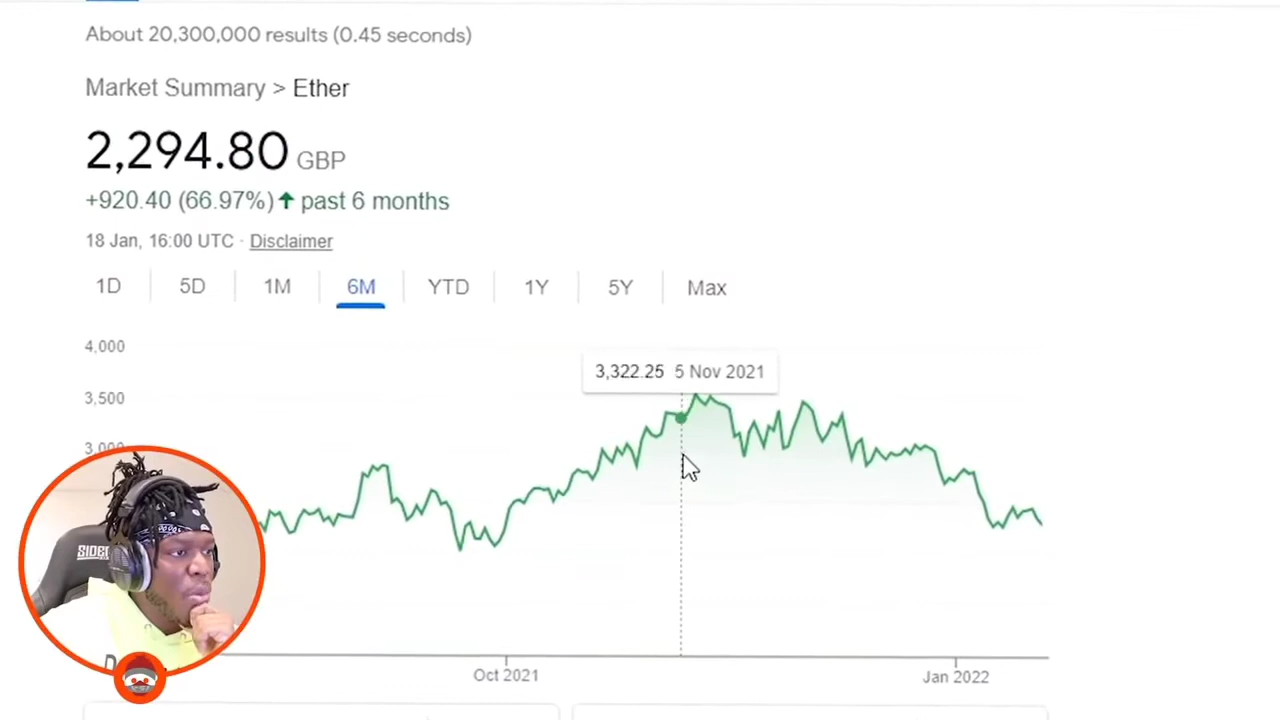 About 20,300,000 results (0.45 seconds)
Market Summary > Ether
2,294.80 GBP
+920.40 (66.97%) ↑ past 6 months
18 Jan, 16:00 UTC · Disclaimer
1D 5D 1M 6M YTD 1Y 5Y Max
4,000
3,322.25 5 Nov 2021
3,500
Oct 2021 Jan 2022